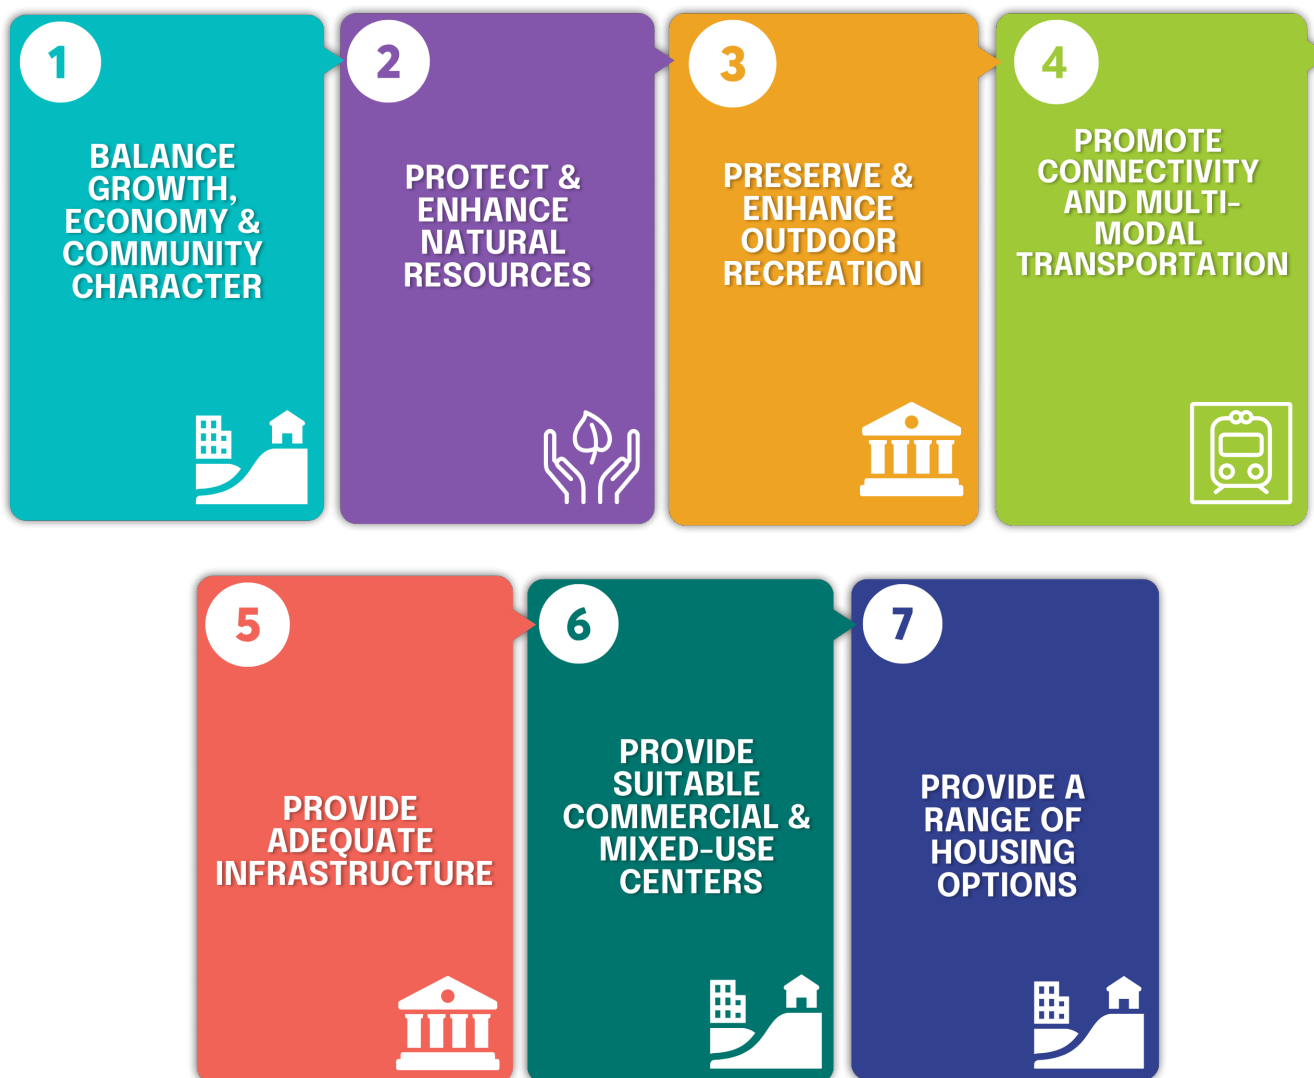 1
BALANCE
GROWTH,
ECONOMY &
COMMUNITY
CHARACTER
2
PROTECT &
ENHANCE
NATURAL
RESOURCES
3
PRESERVE &
ENHANCE
OUTDOOR
RECREATION
4
PROMOTE
CONNECTIVITY
AND MULTI-
MODAL
TRANSPORTATION
5
PROVIDE
ADEQUATE
INFRASTRUCTURE
6
PROVIDE
SUITABLE
COMMERCIAL &
MIXED-USE
CENTERS
7
PROVIDE A
RANGE OF
HOUSING
OPTIONS